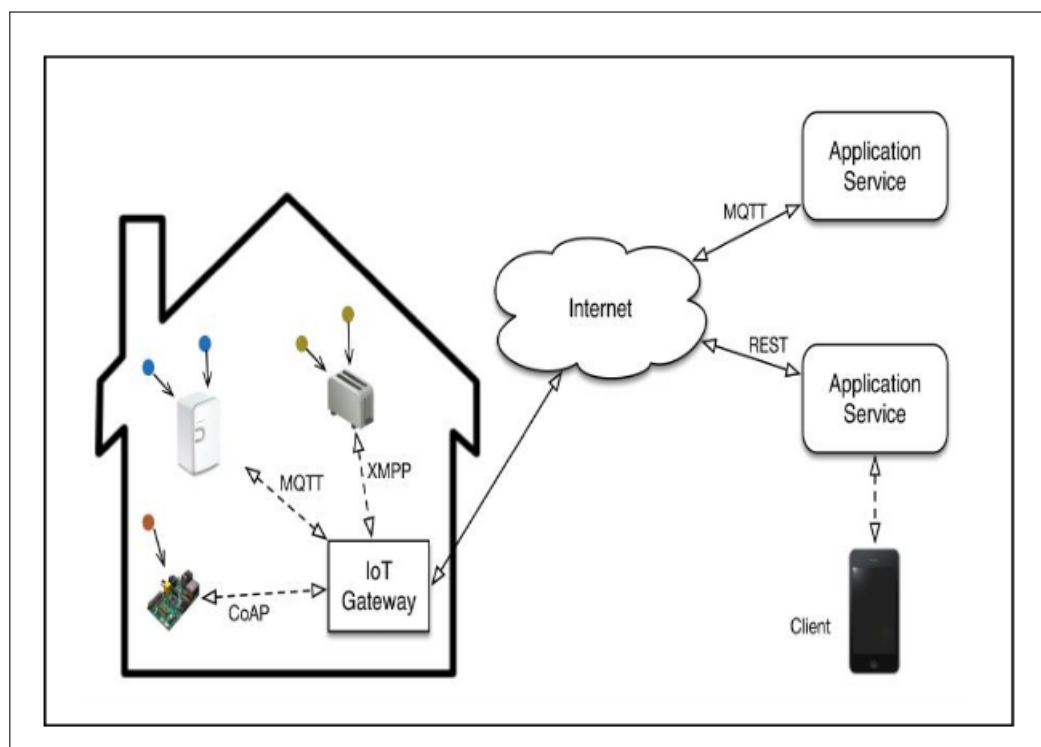 Application
Service
MQTT
Internet
REST
Application
Service
XMPP
MQTT
IoT
Gateway
CoAP
Client